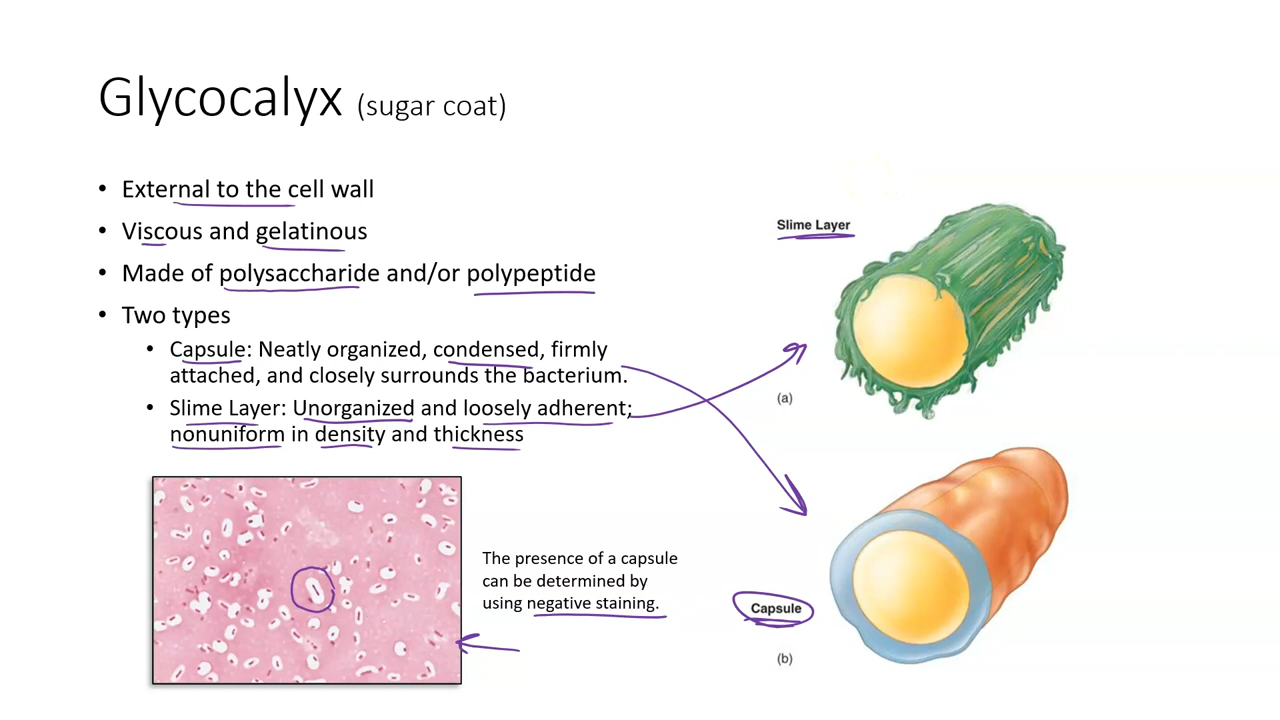 Glycocalyx (sugar coat)
• External to the cell wall
• Viscous and gelatinous
• Made of polysaccharide and/or polypeptide
• Two types
• Capsule: Neatly organized, condensed, firmly
attached, and closely surrounds the bacterium.
• Slime Layer: Unorganized and loosely adherent;
nonuniform in density and thickness
The presence of a capsule
can be determined by
using negative staining.
Slime Layer
(a)
Capsule
(b)